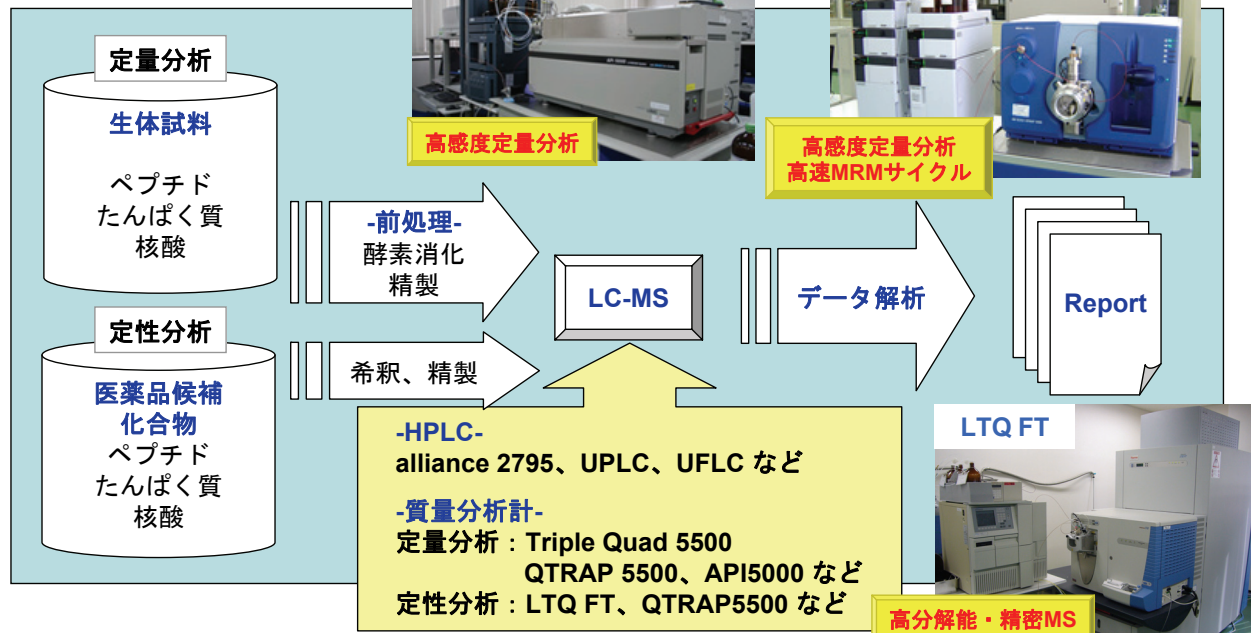 定量分析
生体試料
ペプチド
たんぱく質
核酸
定性分析
医薬品候補
化合物
ペプチド
たんぱく質
核酸
-前処理-
酵素消化
精製
希釈、精製
高感度定量分析
高感度定量分析
高速MRMサイクル
LC-MS
データ解析
Report
-HPLC-
alliance 2795、UPLC、UFLC など
-質量分析計-
定量分析：Triple Quad 5500
QTRAP 5500、API5000 など
定性分析：LTQ FT、QTRAP5500 など
LTQ FT
高分解能・精密MS